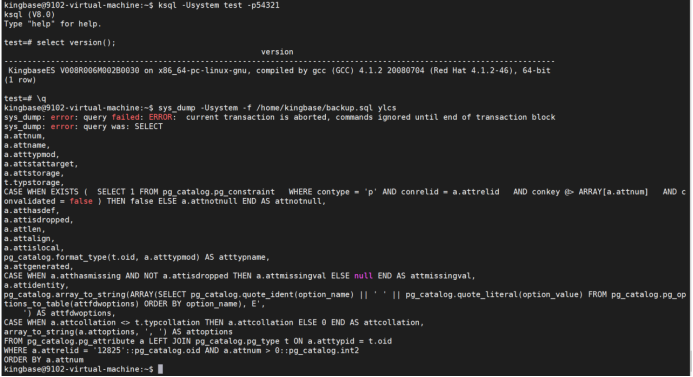 kingbase@9102-virtual-machine:~$ ksql -Usystem test -p54321
ksql (V8.0)
Type "help" for help.

test=# select version();
version
----------------------------------------------------------------------------------------------------------------------
KingbaseES V008R006M002B0030 on x86_64-pc-linux-gnu, compiled by gcc (GCC) 4.1.2 20080704 (Red Hat 4.1.2-46), 64-bit
(1 row)

test=# \q
kingbase@9102-virtual-machine:~$ sys_dump -Usystem -f /home/kingbase/backup.sql ylcs
sys_dump: error: query failed: ERROR:  current transaction is aborted, commands ignored until end of transaction block
sys_dump: error: query was: SELECT
a.attnum,
a.attname,
a.atttypmod,
a.attstattarget,
a.attstorage,
t.typstorage,
CASE WHEN EXISTS (  SELECT 1 FROM pg_catalog.pg_constraint   WHERE contype = 'p' AND conrelid = a.attrelid   AND conkey @> ARRAY[a.attnum]   AND c
onvalidated = false ) THEN false ELSE a.attnotnull END AS attnotnull,
a.atthasdef,
a.attisdropped,
a.attlen,
a.attalign,
a.attislocal,
pg_catalog.format_type(t.oid, a.atttypmod) AS atttypname,
a.attgenerated,
CASE WHEN a.atthasmissing AND NOT a.attisdropped THEN a.attmissingval ELSE null END AS attmissingval,
a.attidentity,
pg_catalog.array_to_string(ARRAY(SELECT pg_catalog.quote_ident(option_name) || ' ' || pg_catalog.quote_literal(option_value) FROM pg_catalog.pg_op
tions_to_table(attfdwoptions) ORDER BY option_name), E',
') AS attfdwoptions,
CASE WHEN a.attcollation <> t.typcollation THEN a.attcollation ELSE 0 END AS attcollation,
array_to_string(a.attoptions, ', ') AS attoptions
FROM pg_catalog.pg_attribute a LEFT JOIN pg_catalog.pg_type t ON a.atttypid = t.oid
WHERE a.attrelid = '12825'::pg_catalog.oid AND a.attnum > 0::pg_catalog.int2
ORDER BY a.attnum
kingbase@9102-virtual-machine:~$